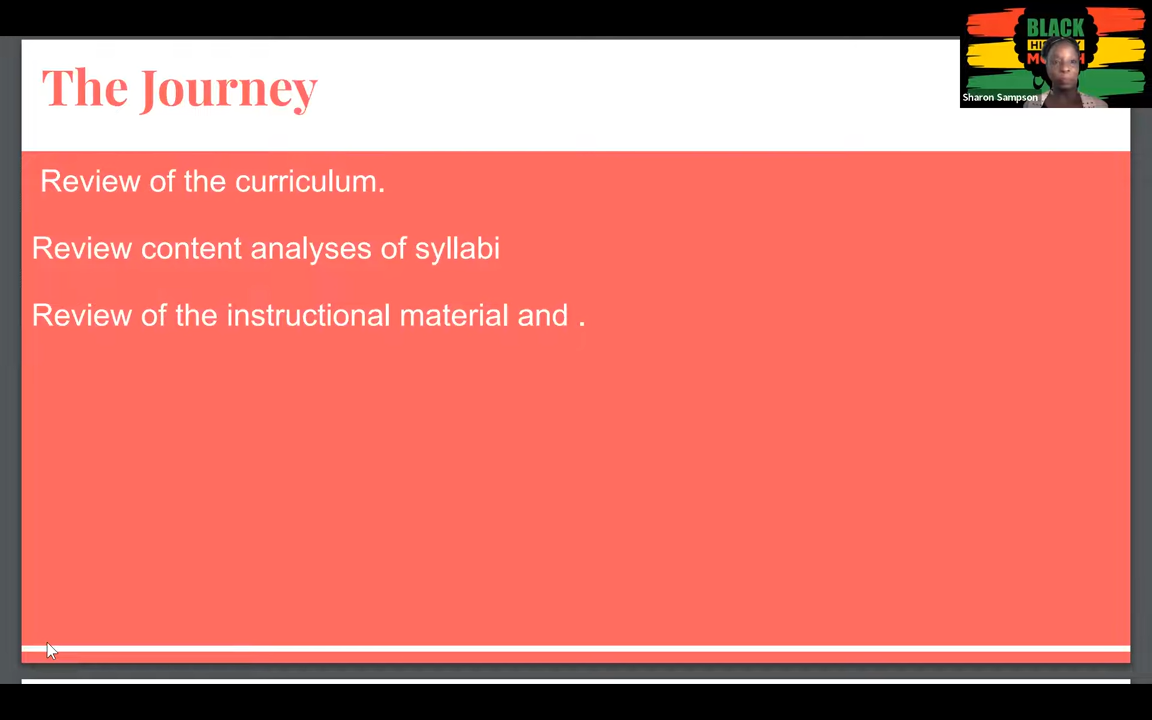 The Journey
BLACK
Sharon Sampson
Review of the curriculum.
Review content analyses of syllabi
Review of the instructional material and .